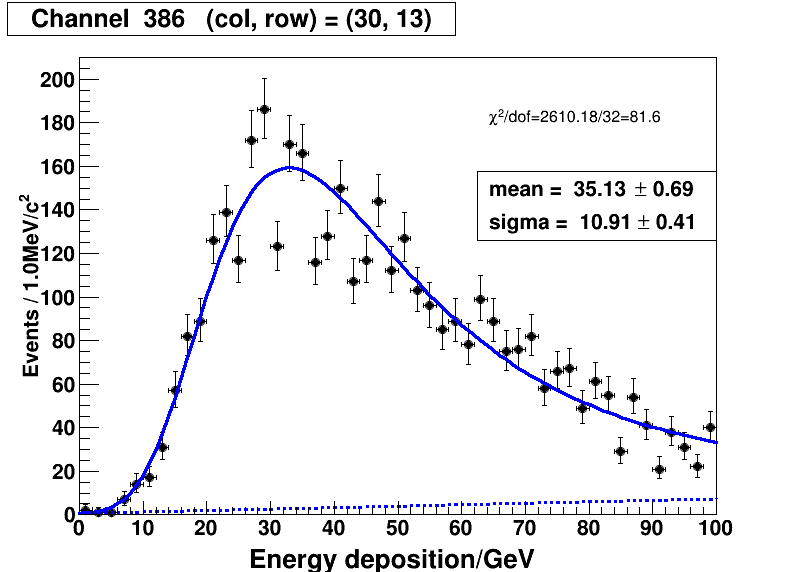 Channel 386 (col, row) = (30, 13)
χ²/dof=2610.18/32=81.6
mean = 35.13 ± 0.69
sigma = 10.91 ± 0.41
Events / 1.0MeV/c²
200
180
160
140
120
100
80
60
40
20
0
0 10 20 30 40 50 60 70 80 90 100
Energy deposition/GeV